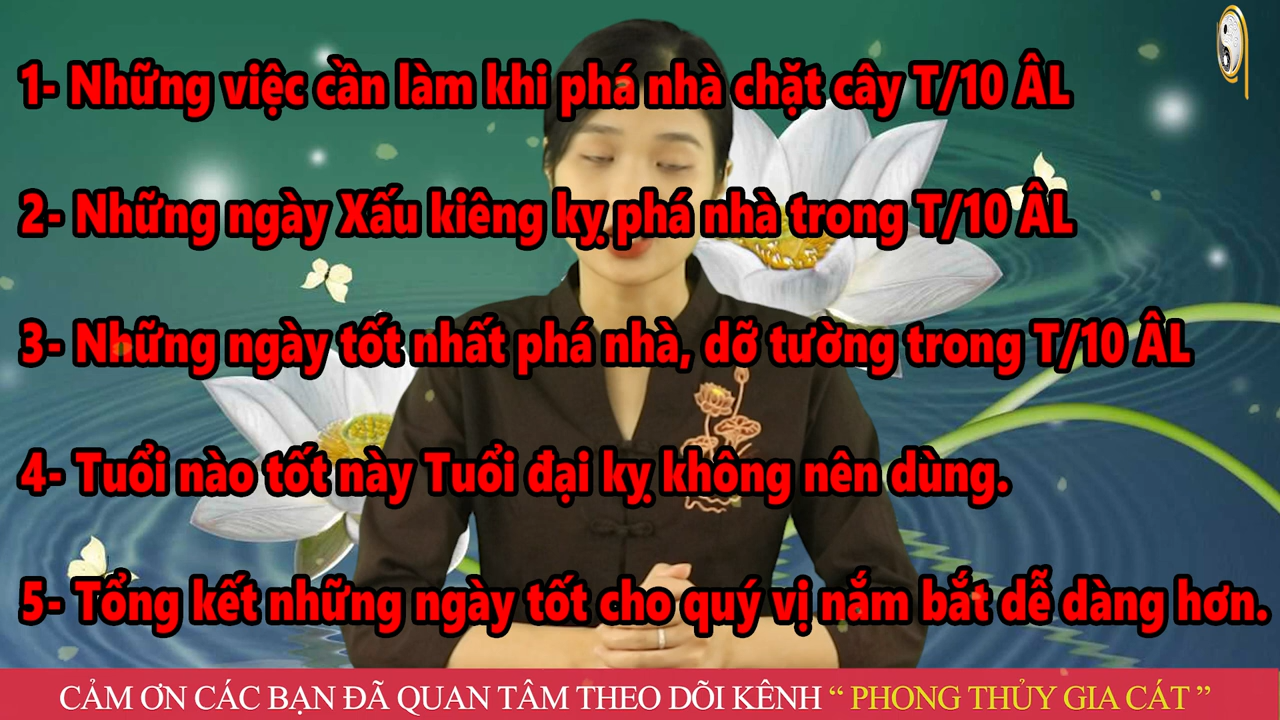 1- Những việc cần làm khi phá nhà chặt cây T/10 ÂL
2- Những ngày Xấu kiêng kỵ phá nhà trong T/10 ÂL
3- Những ngày tốt nhất phá nhà, dỡ tường trong T/10 ÂL
4- Tuổi nào tốt này Tuổi đại kỵ không nên dùng.
5- Tổng kết những ngày tốt cho quý vị nắm bắt dễ dàng hơn.
CẢM ƠN CÁC BẠN ĐÃ QUAN TÂM THEO DÕI KÊNH “ PHONG THỦY GIA CÁT ”